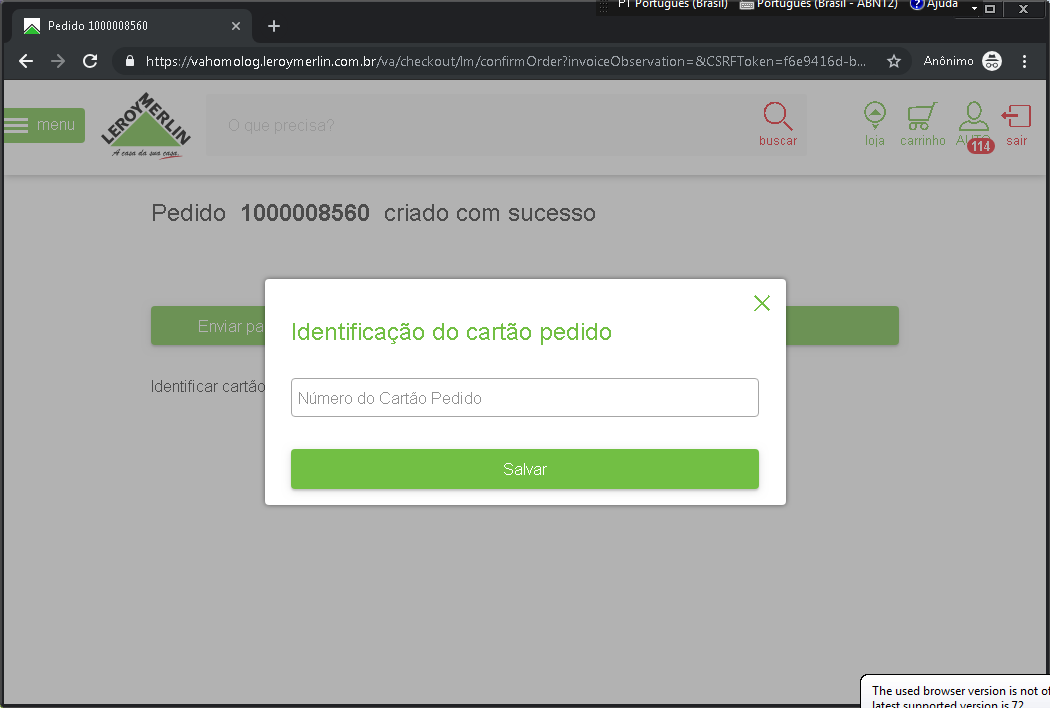 PT Português (Brasil) Português (Brasil - ABNT2) Ajuda
Pedido 1000008560
https://vahomolog.leroymerlin.com.br/va/checkout/lm/confirmOrder?invoiceObservation=&CSRFToken=f6e9416d-b... Anônimo
menu
LEROY MERLIN
A casa da sua casa.
O que precisa?
buscar
loja
carrinho
114
sair
Pedido 1000008560 criado com sucesso
Enviar pa
Identificar cartão
Identificação do cartão pedido
Número do Cartão Pedido
Salvar
The used browser version is not of
latest supported version is 72